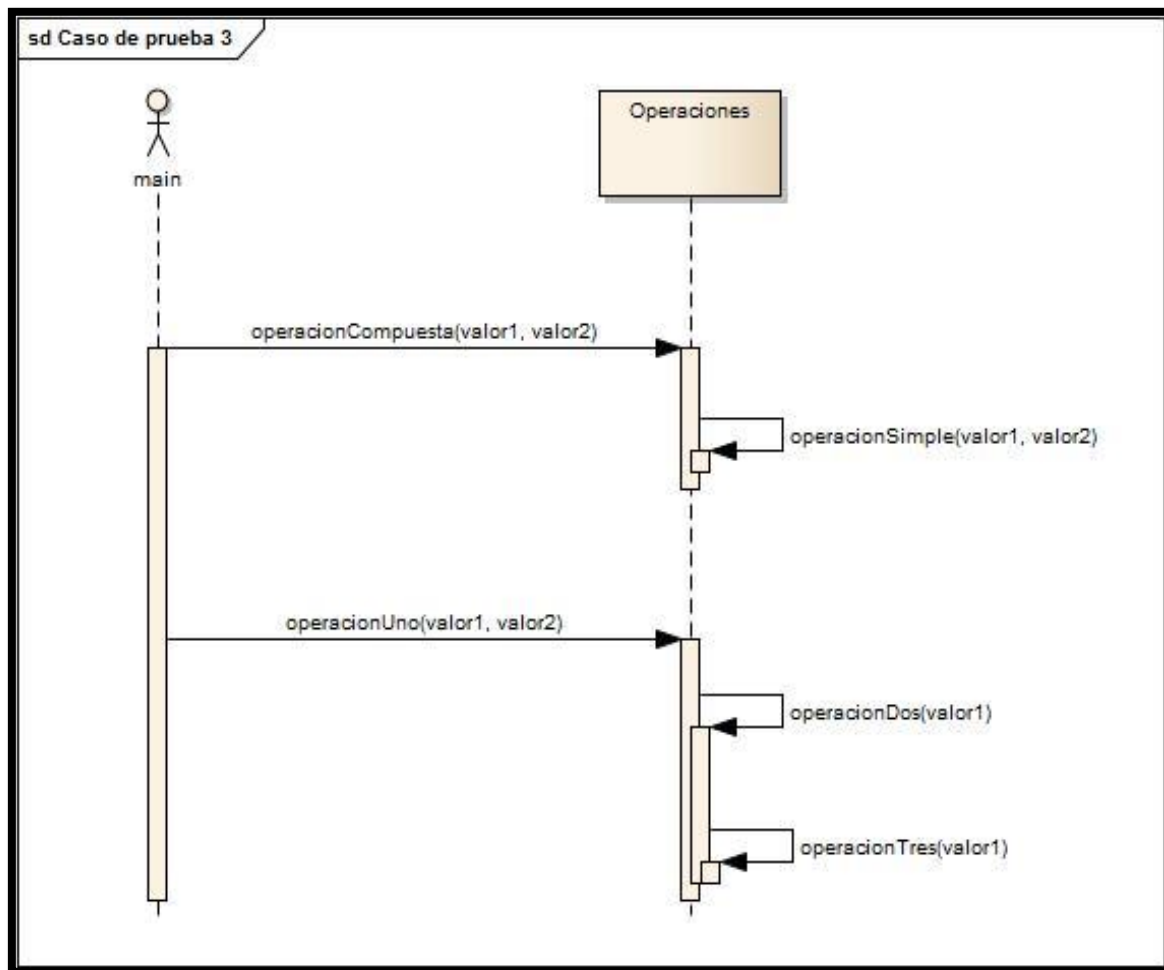 sd Caso de prueba 3
main
Operaciones
operacionCompuesta(valor1, valor2)
operacionSimple(valor1, valor2)
operacionUno(valor1, valor2)
operacionDos(valor1)
operacionTres(valor1)